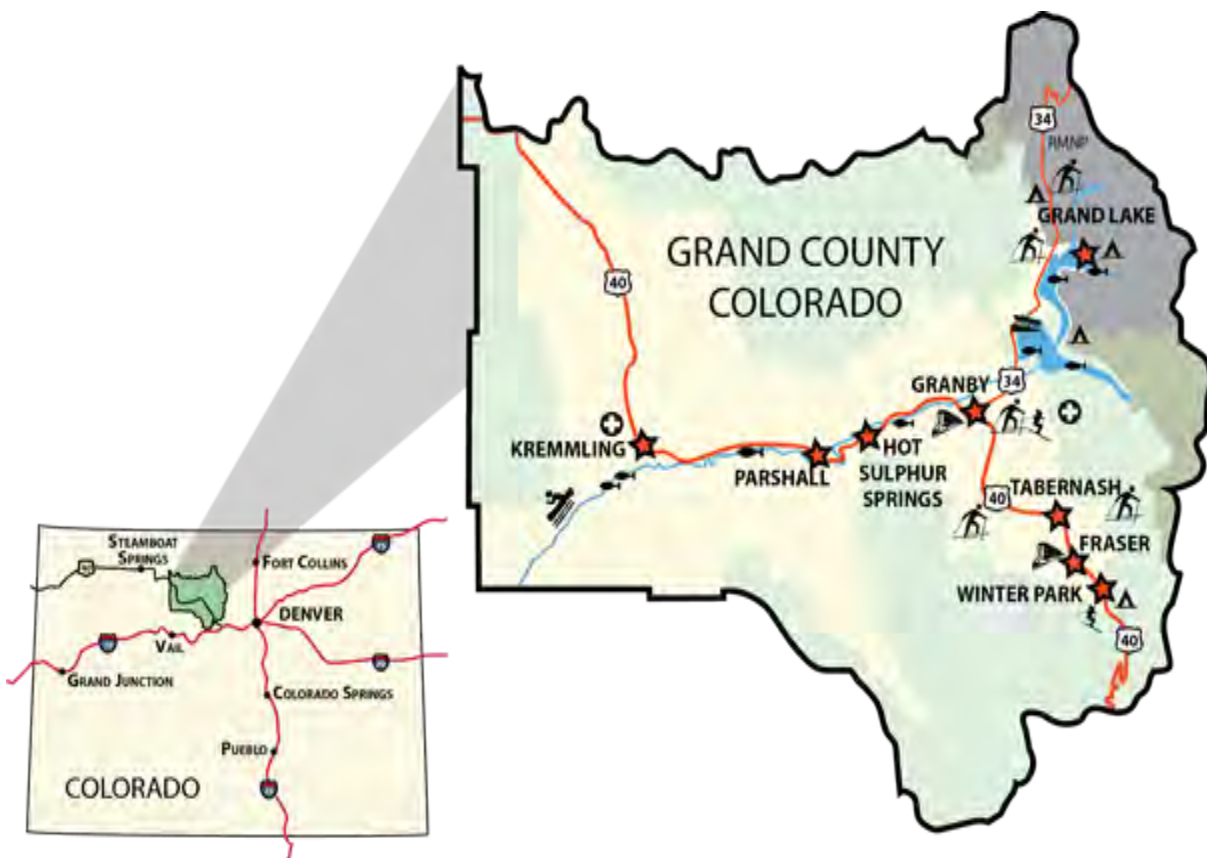 34
RMNP
GRAND LAKE
GRAND COUNTY
COLORADO
40
34
GRANBY
KREMMLING
PARSHALL
HOT
SULPHUR
SPRINGS
40
TABERNASH
FRASER
WINTER PARK
40
STEAMBOAT
SPRINGS
FORT COLLINS
DENVER
VAIL
GRAND JUNCTION
COLORADO SPRINGS
PUEBLO
COLORADO